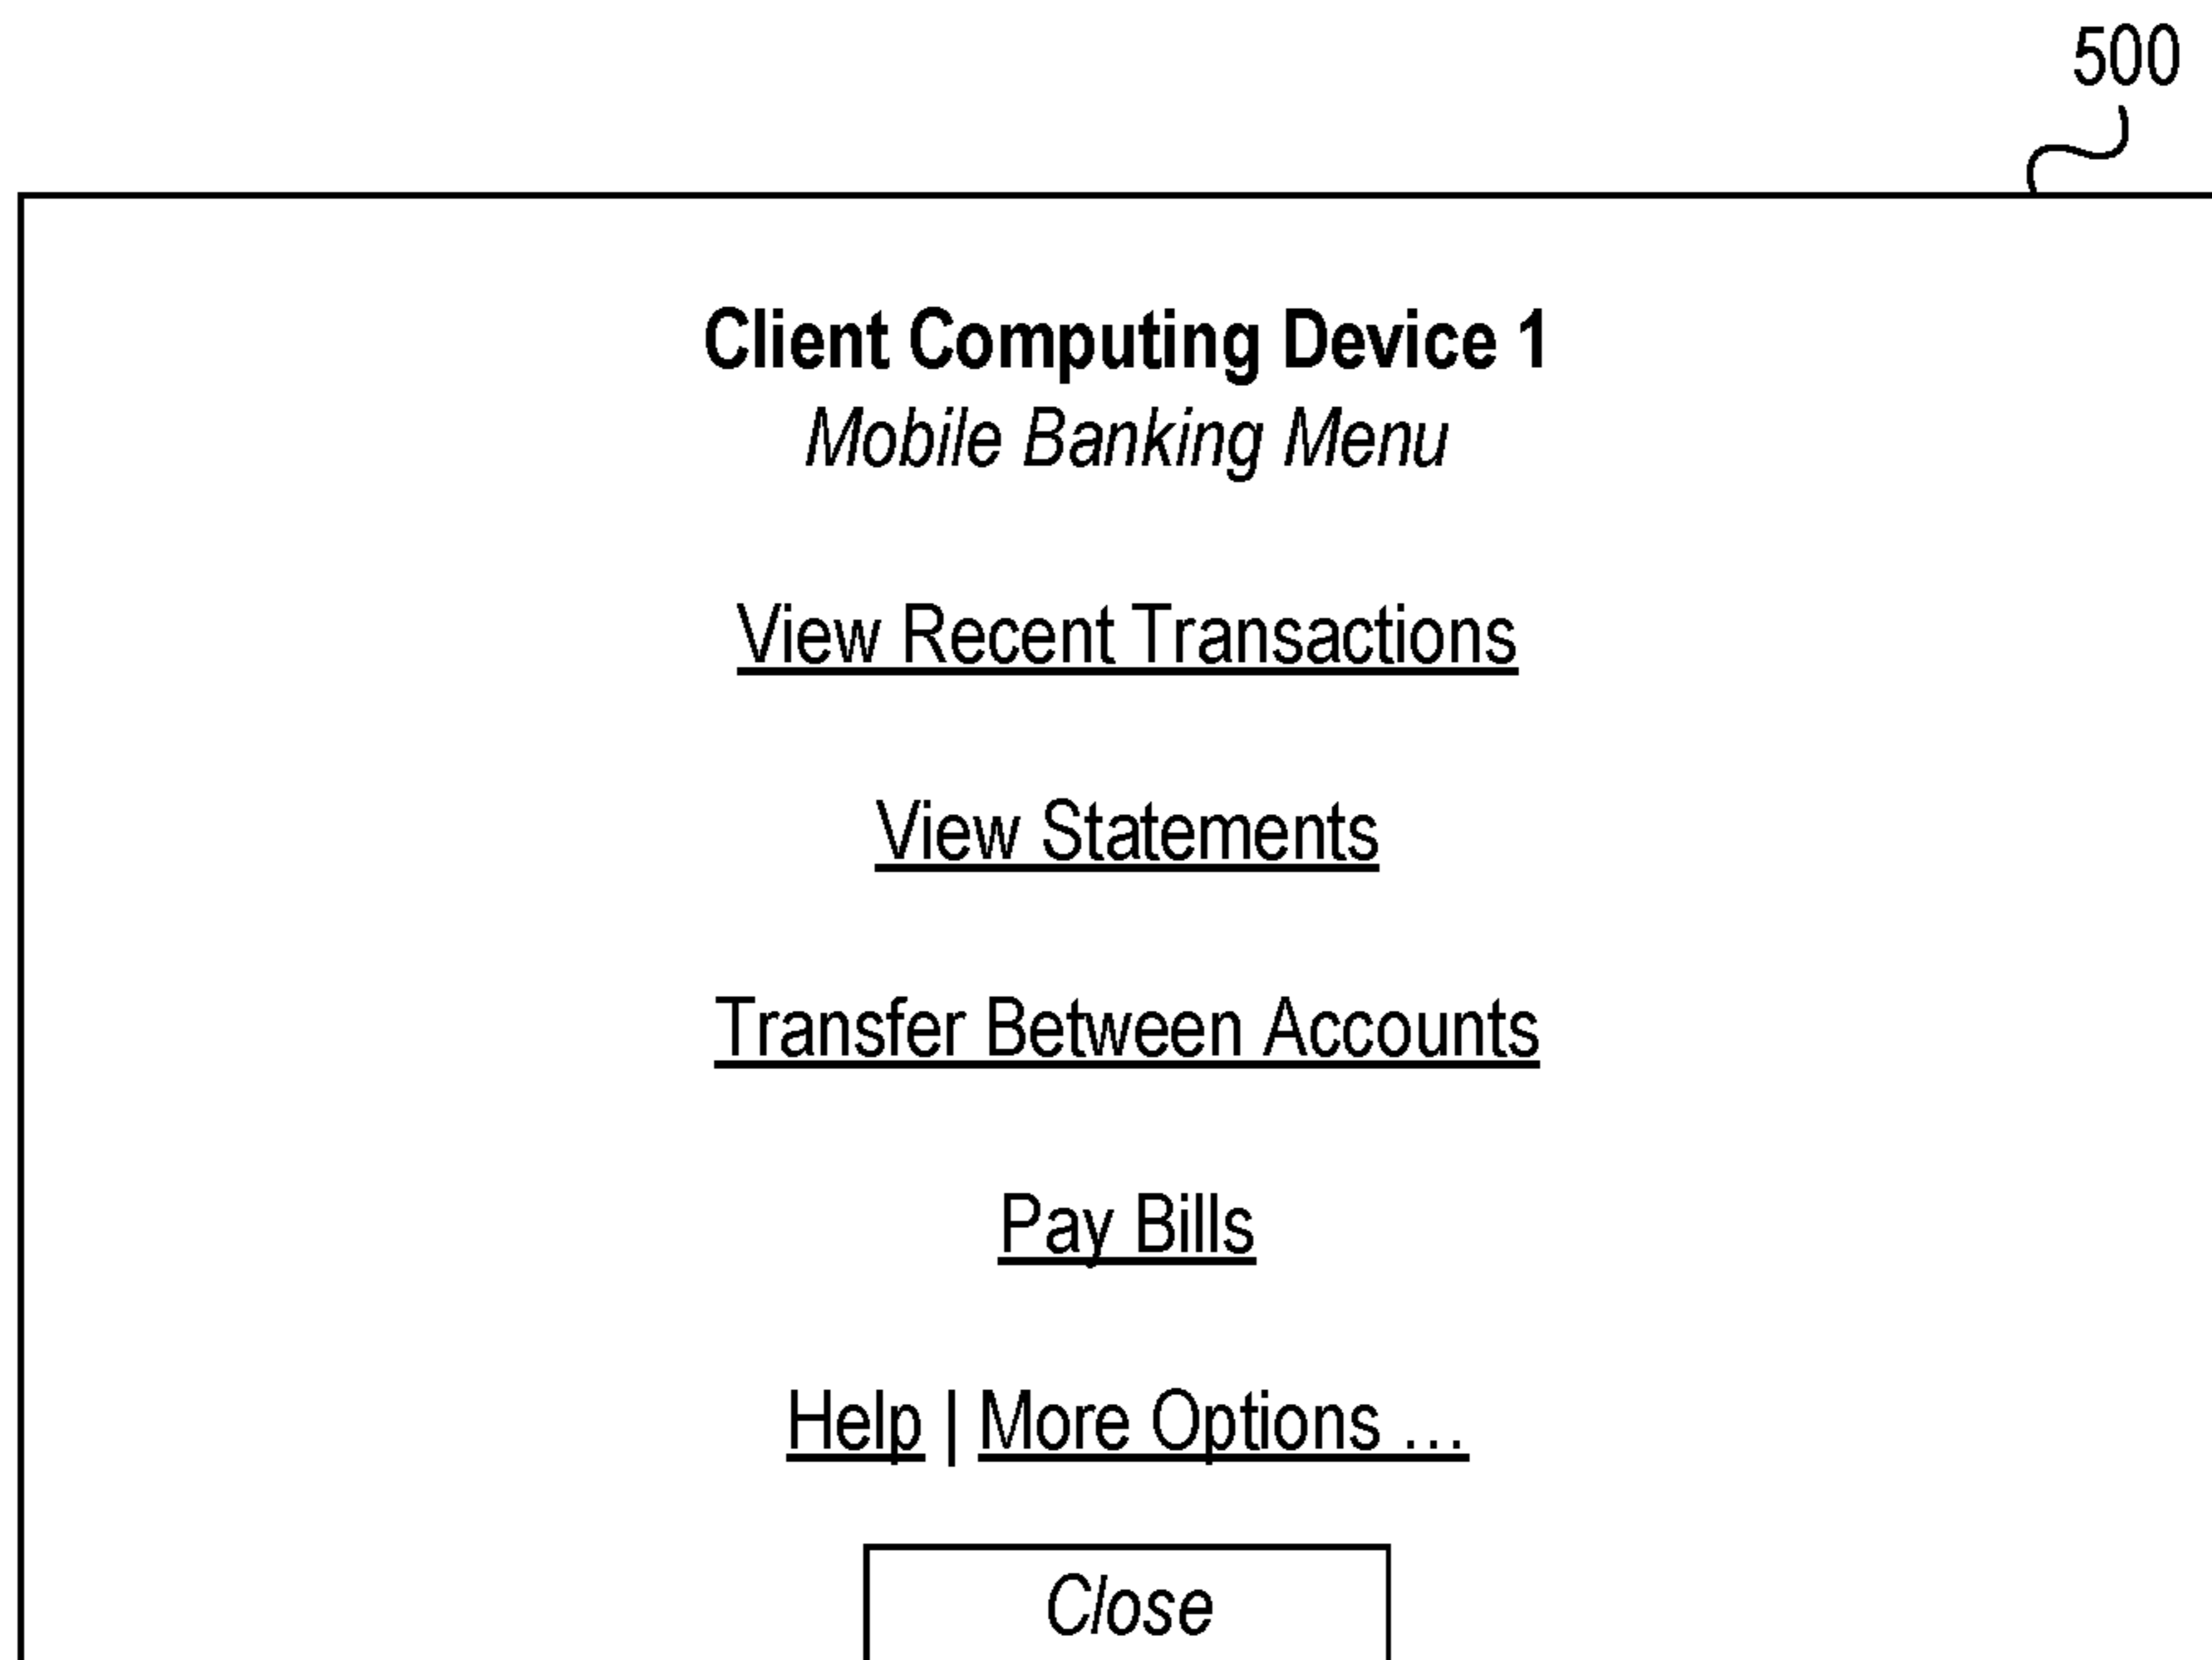 500
Client Computing Device 1
Mobile Banking Menu
View Recent Transactions
View Statements
Transfer Between Accounts
Pay Bills
Help | More Options ...
Close